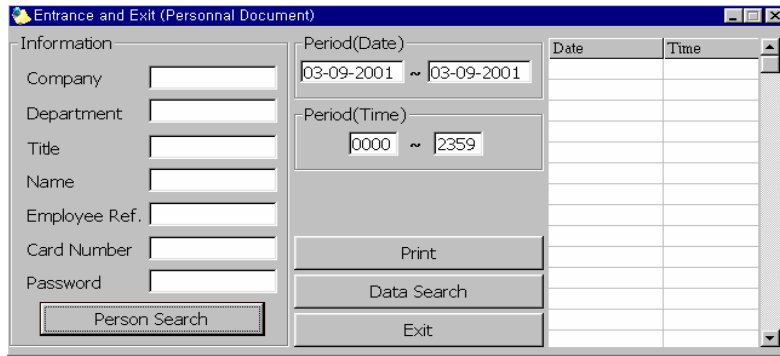 Entrance and Exit (Personnal Document)
Information
Company
Department
Title
Name
Employee Ref.
Card Number
Password
Person Search
Period(Date)
03-09-2001 ~ 03-09-2001
Period(Time)
0000 ~ 2359
Print
Data Search
Exit
Date Time